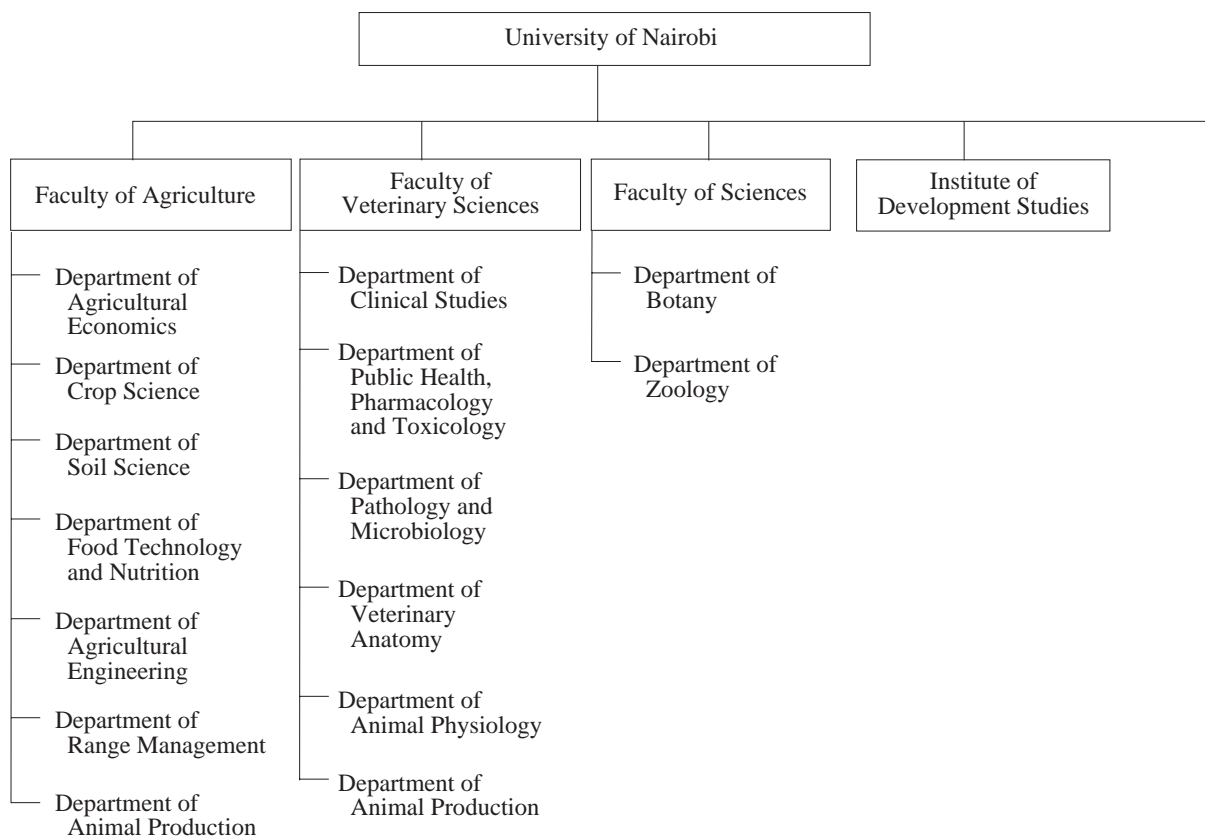 University of Nairobi
Faculty of Agriculture
Faculty of
Veterinary Sciences
Faculty of Sciences
Institute of
Development Studies
Department of
Agricultural
Economics
Department of
Crop Science
Department of
Soil Science
Department of
Food Technology
and Nutrition
Department of
Agricultural
Engineering
Department of
Range Management
Department of
Animal Production
Department of
Clinical Studies
Department of
Public Health,
Pharmacology
and Toxicology
Department of
Pathology and
Microbiology
Department of
Veterinary
Anatomy
Department of
Animal Physiology
Department of
Animal Production
Department of
Botany
Department of
Zoology